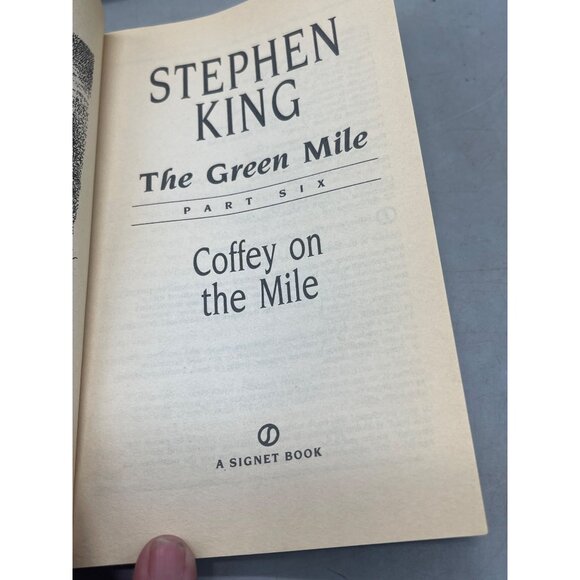 STEPHEN
KING
The Green Mile
PART SIX
Coffey on
the Mile
A SIGNET BOOK